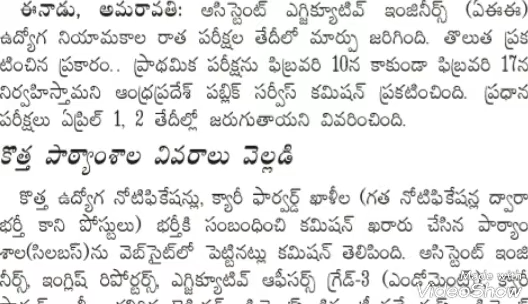 ఈనాడు, అమరావతి: అసిస్టెంట్ ఎగ్జిక్యూటివ్ ఇంజినీర్స్ (ఏఈఈ)
ఉద్యోగ నియామకాల రాత పరీక్షల తేదీలో మార్పు జరిగింది. తొలుత ప్రక
టించిన ప్రకారం.. ప్రాథమిక పరీక్షను ఫిబ్రవరి 10న కాకుండా ఫిబ్రవరి 17న
నిర్వహిస్తామని ఆంధ్రప్రదేశ్ పబ్లిక్ సర్వీస్ కమిషన్ ప్రకటించింది. ప్రధాన
పరీక్షలు ఏప్రిల్ 1, 2 తేదీల్లో జరుగుతాయని వివరించింది.
కొత్త పాఠ్యాంశాల వివరాలు వెల్లడి
కొత్త ఉద్యోగ నోటిఫికేషన్లు, క్యారీ ఫార్వర్డ్ ఖాళీల (గత నోటిఫికేషన్ల ద్వారా
భర్తీ కాని పోస్టులు) భర్తీకి సంబంధించి కమిషన్ ఖరారు చేసిన పాఠ్యాం
శాల(సిలబస్)ను వెబ్‌సైట్‌లో పెట్టినట్లు కమిషన్ తెలిపింది. అసిస్టెంట్ ఇంజి
నీర్స్, ఇంగ్లిష్ రిపోర్టర్స్, ఎగ్జిక్యూటివ్ ఆఫీసర్స్ గ్రేడ్-3 (ఎండోమెంట్
Made with
VideoShow